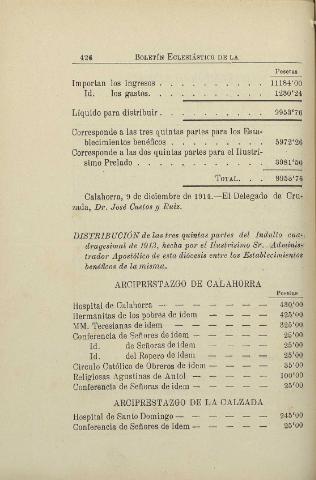 426 BOLETÍN ECLESIÁSTICO DE LA
Pesetas
Importan los ingresos . . . . . . . . . . 11184'00
Id. los gastos. . . . . . . . . . . 1230'24
Líquido para distribuir. . . . . . . . . . 9953'76
Corresponde a las tres quintas partes para los Esta-
blecimientos benéficos . . . . . . . . . 5972'26
Corresponde a las dos quintas partes para el Ilustrí-
simo Prelado . . . . . . . . . . . . 3981'50
TOTAL. . . . 9953'76
Calahorra, 9 de diciembre de 1914.—El Delegado de Cru-
zada, Dr. José Castos y Ruiz.
DISTRIBUCIÓN de las tres quintas partes del Indulto cua-
dragesimal de 1913, hecha por el Ilustrísimo Sr. Adminis-
trador Apostólico de esta diócesis entre los Establecimientos
benéficos de la misma.
ARCIPRESTAZGO DE CALAHORRA
Pesetas
Hospital de Calahorra — — — — — — 430'00
Hermanitas de los pobres de idem — — — — 425'00
MM. Teresianas de idem — — — — — 325'00
Conferencia de Señores de idem — — — — 25'00
Id. de Señoras de idem — — — — 25'00
Id. del Ropero de idem — — — — 25'00
Círculo Católico de Obreros de idem — — — — 35'00
Religiosas Agustinas de Autol — — — — — 100'00
Conferencia de Señoras de idem — — — — — 25'00
ARCIPRESTAZGO DE LA CALZADA
Hospital de Santo Domingo — — — — — 245'00
Conferencia de Señores de idem — — — — 25'00